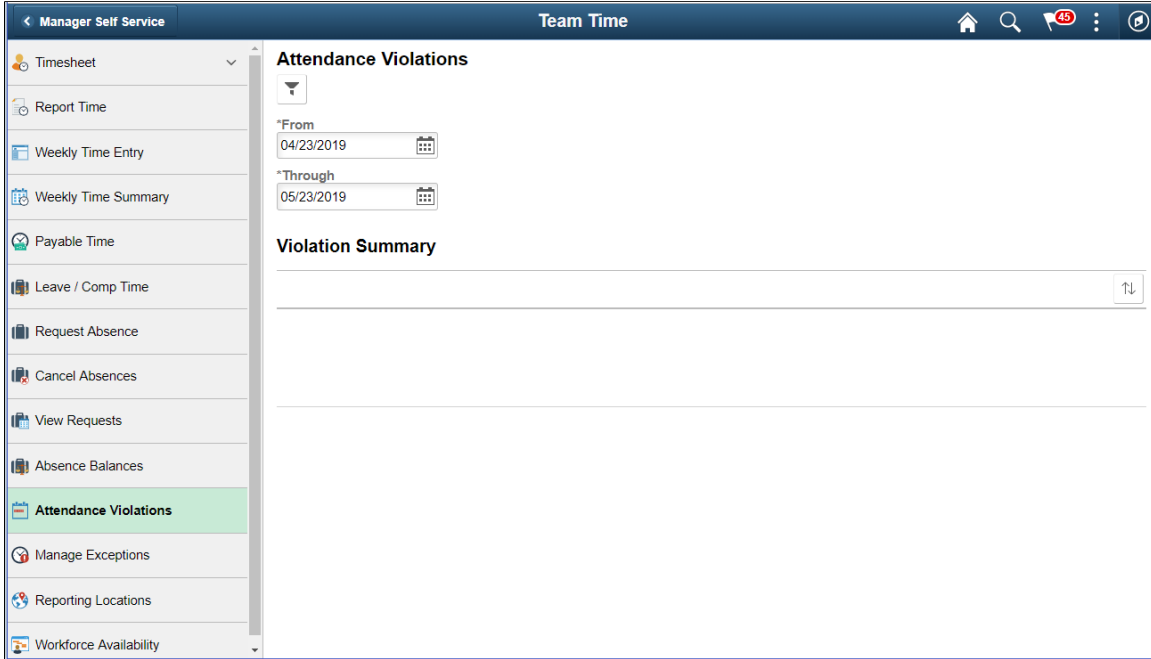 Manager Self Service
Team Time
45
Timesheet
Report Time
Weekly Time Entry
Weekly Time Summary
Payable Time
Leave / Comp Time
Request Absence
Cancel Absences
View Requests
Absence Balances
Attendance Violations
Manage Exceptions
Reporting Locations
Workforce Availability
Attendance Violations
*From
04/23/2019
*Through
05/23/2019
Violation Summary